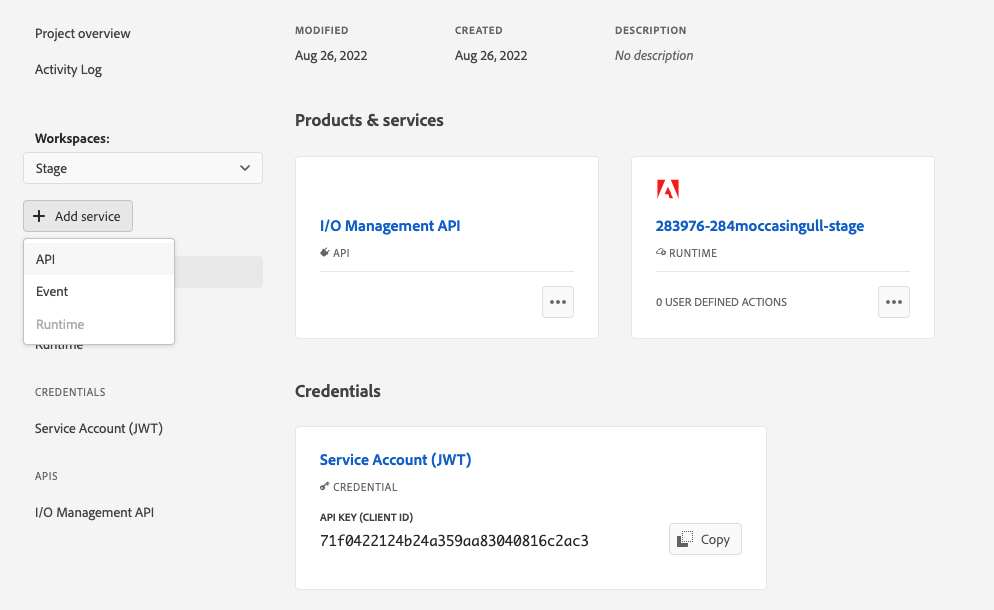 Project overview
Activity Log
Workspaces:
Stage
Add service
API
Event
Runtime
Runtime
CREDENTIALS
Service Account (JWT)
APIS
I/O Management API
MODIFIED
Aug 26, 2022
CREATED
Aug 26, 2022
DESCRIPTION
No description
Products & services
I/O Management API
API
283976-284moccasingull-stage
RUNTIME
0 USER DEFINED ACTIONS
Credentials
Service Account (JWT)
CREDENTIAL
API KEY (CLIENT ID)
71f0422124b24a359aa83040816c2ac3
Copy